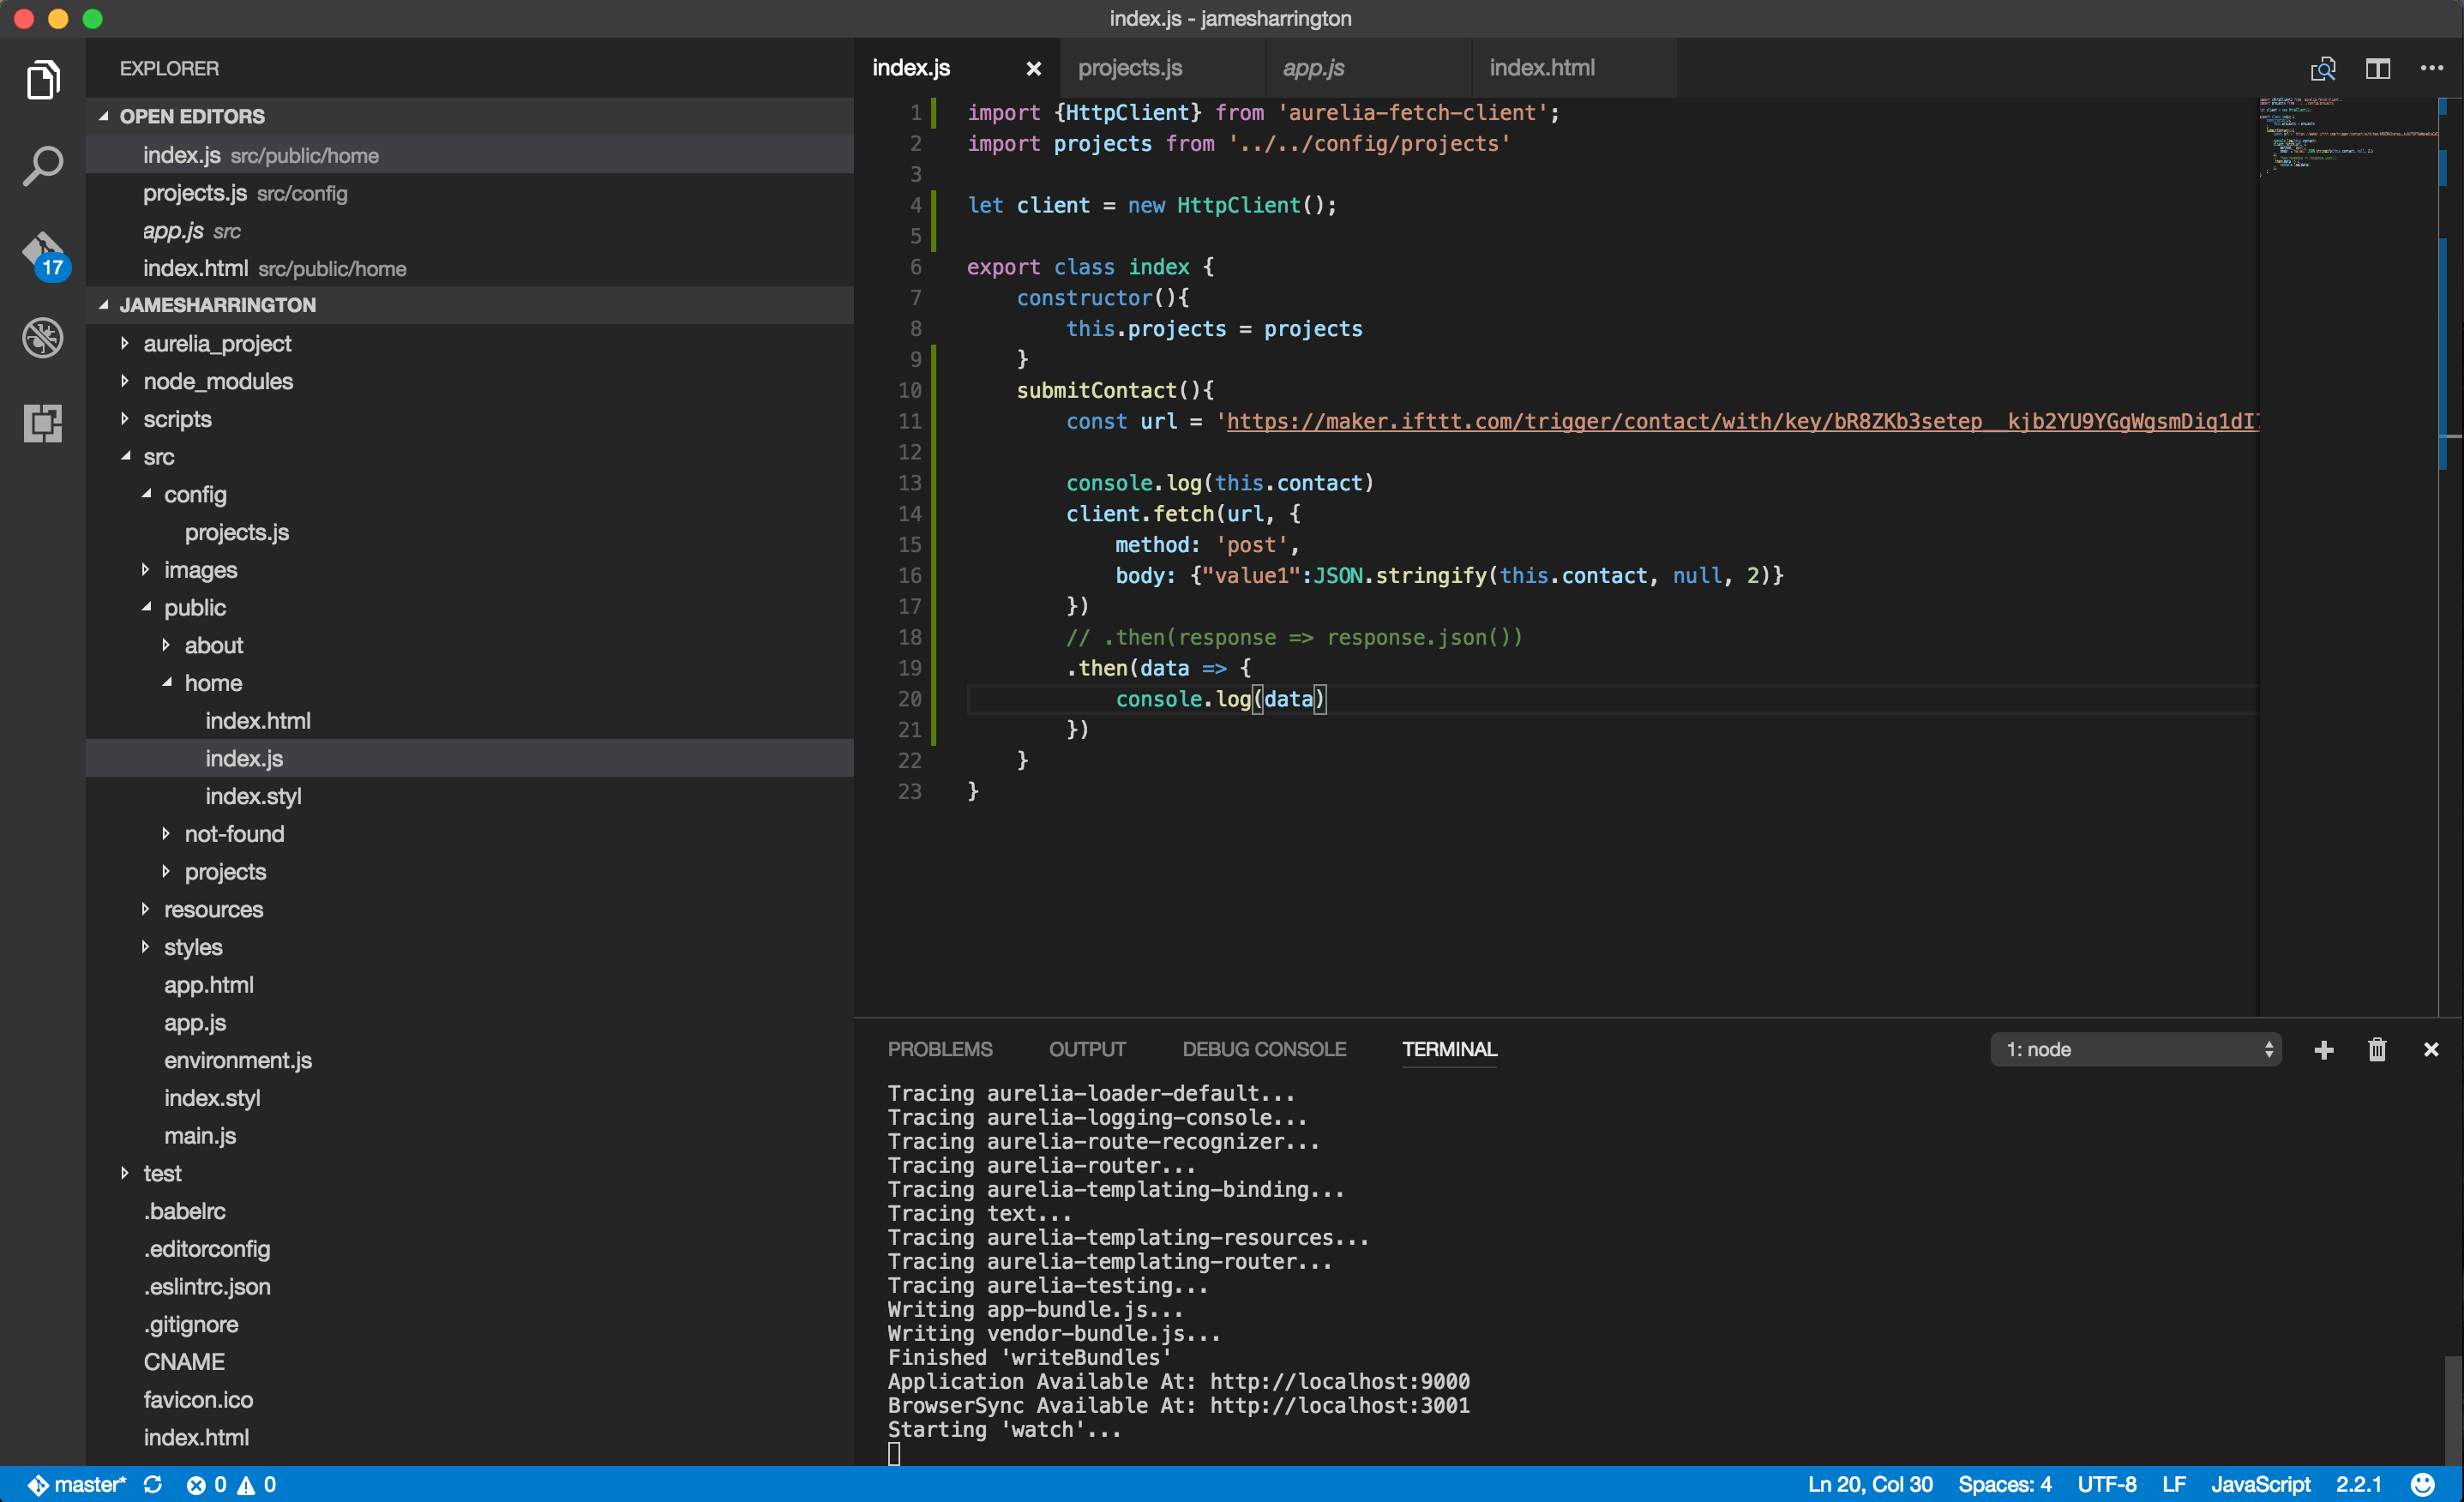 index.js - jamesharrington
EXPLORER
OPEN EDITORS
index.js src/public/home
projects.js src/config
app.js src
index.html src/public/home
17
JAMESHARRINGTON
aurelia_project
node_modules
scripts
src
config
projects.js
images
public
about
home
index.html
index.js
index.styl
not-found
projects
resources
styles
app.html
app.js
environment.js
index.styl
main.js
test
.babelrc
.editorconfig
.eslintrc.json
.gitignore
CNAME
favicon.ico
index.html
index.js projects.js app.js index.html
1 import {HttpClient} from 'aurelia-fetch-client';
2 import projects from '../../config/projects'
3
4 let client = new HttpClient();
5
6 export class index {
7 constructor(){
8 this.projects = projects
9 }
10 submitContact(){
11 const url = 'https://maker.ifttt.com/trigger/contact/with/key/bR8ZKb3setep__kjb2YU9YGgWgsmDiq1dI
12
13 console.log(this.contact)
14 client.fetch(url, {
15 method: 'post',
16 body: {"value1":JSON.stringify(this.contact, null, 2)}
17 })
18 // .then(response => response.json())
19 .then(data => {
20 console.log(data)
21 })
22 }
23 }
PROBLEMS OUTPUT DEBUG CONSOLE TERMINAL 1: node
Tracing aurelia-loader-default...
Tracing aurelia-logging-console...
Tracing aurelia-route-recognizer...
Tracing aurelia-router...
Tracing aurelia-templating-binding...
Tracing text...
Tracing aurelia-templating-resources...
Tracing aurelia-templating-router...
Tracing aurelia-testing...
Writing app-bundle.js...
Writing vendor-bundle.js...
Finished 'writeBundles'
Application Available At: http://localhost:9000
BrowserSync Available At: http://localhost:3001
Starting 'watch'...
master* 0 0 Ln 20, Col 30 Spaces: 4 UTF-8 LF JavaScript 2.2.1